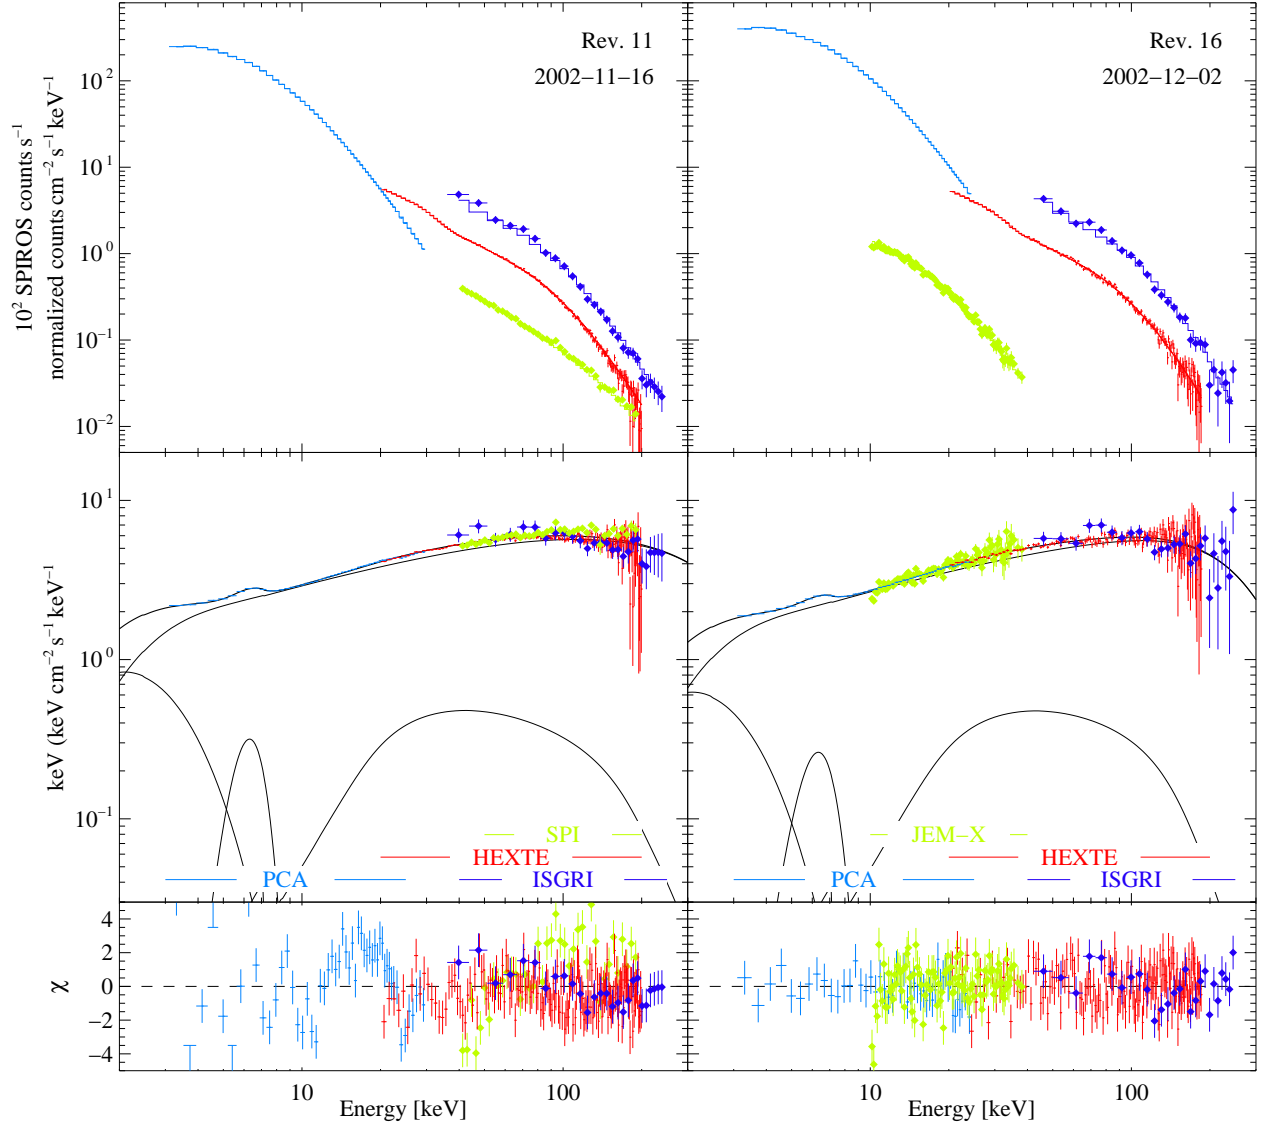 Rev. 11
2002−11−16
Rev. 16
2002−12−02
10² SPIROS counts s⁻¹
normalized counts cm⁻² s⁻¹ keV⁻¹
10²
10¹
10⁰
10⁻¹
10⁻²
keV (keV cm⁻² s⁻¹ keV⁻¹
10¹
10⁰
10⁻¹
SPI
HEXTE
PCA
ISGRI
JEM−X
HEXTE
PCA
ISGRI
χ
4
2
0
−2
−4
10
100
10
100
Energy [keV]
Energy [keV]